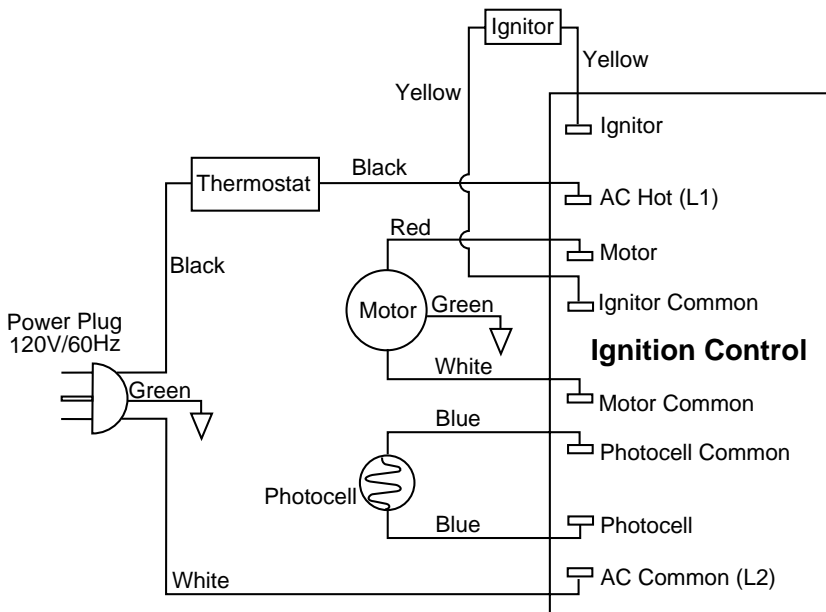 Ignitor
Yellow
Yellow
Ignitor
Black
Thermostat
AC Hot (L1)
Red
Motor
Black
Motor
Green
Ignitor Common
Power Plug
120V/60Hz
Ignition Control
White
Green
Motor Common
Blue
Photocell Common
Photocell
Blue
Photocell
White
AC Common (L2)